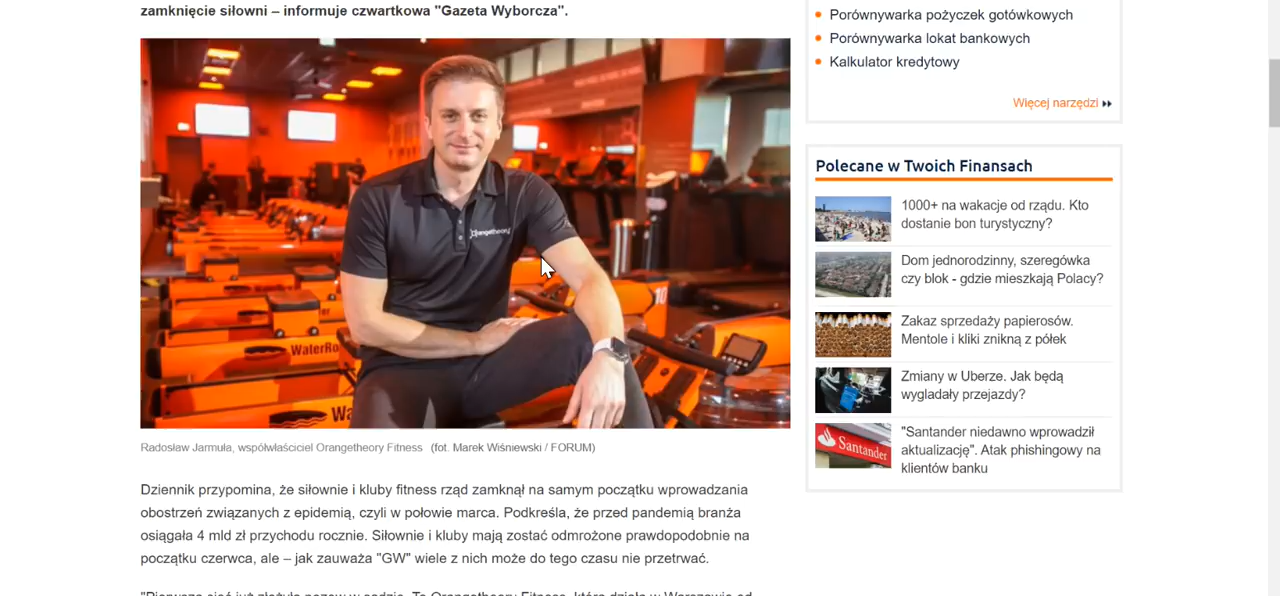 zamknięcie siłowni – informuje czwartkowa "Gazeta Wyborcza".
Orangetheory
WaterRo
Wa
10
Radosław Jarmuła, współwłaściciel Orangetheory Fitness (fot. Marek Wiśniewski / FORUM)
Dziennik przypomina, że siłownie i kluby fitness rząd zamknął na samym początku wprowadzania
obostrzeń związanych z epidemią, czyli w połowie marca. Podkreśla, że przed pandemią branża
osiągała 4 mld zł przychodu rocznie. Siłownie i kluby mają zostać odmrożone prawdopodobnie na
początku czerwca, ale – jak zauważa "GW" wiele z nich może do tego czasu nie przetrwać.
"Pierwsza sieć już złożyła pozew w sądzie. To Orangetheory Fitness, która działa w Warszawie od
Porównywarka pożyczek gotówkowych
Porównywarka lokat bankowych
Kalkulator kredytowy
Więcej narzędzi
Polecane w Twoich Finansach
1000+ na wakacje od rządu. Kto
dostanie bon turystyczny?
Dom jednorodzinny, szeregówka
czy blok - gdzie mieszkają Polacy?
Zakaz sprzedaży papierosów.
Mentole i kliki znikną z półek
Zmiany w Uberze. Jak będą
wygladały przejazdy?
Santander
"Santander niedawno wprowadził
aktualizację". Atak phishingowy na
klientów banku